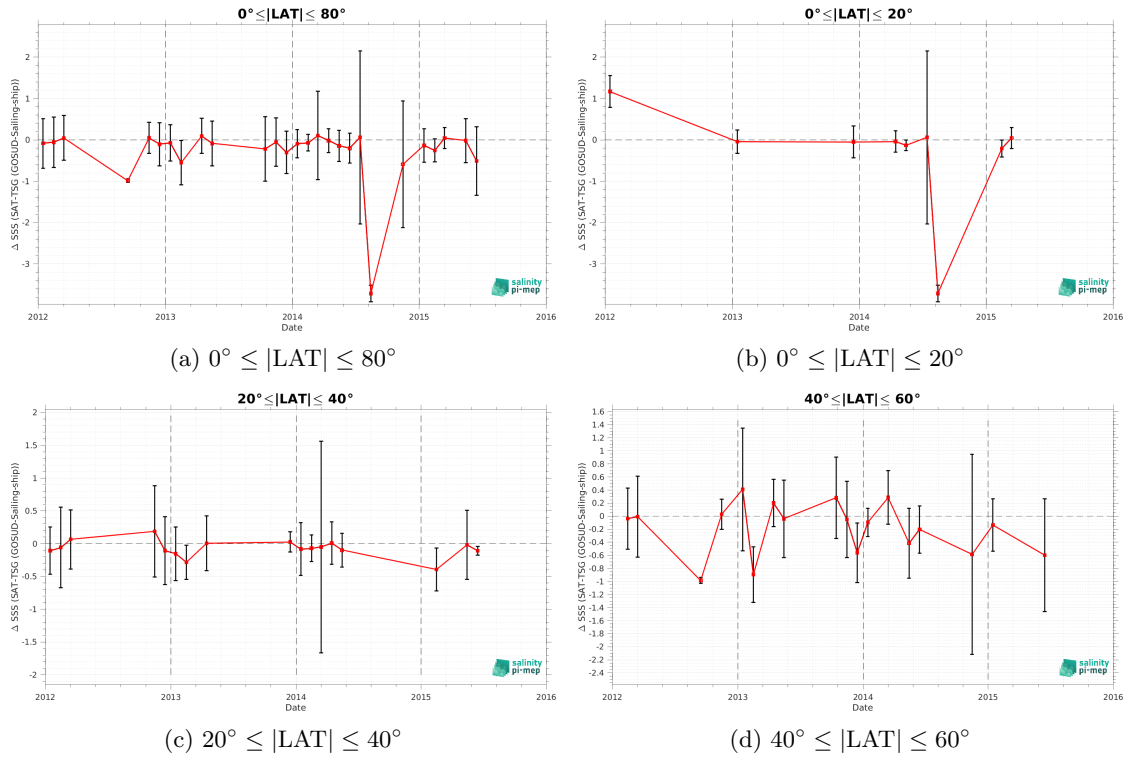 0°≤|LAT|≤ 80°
Δ SSS (SAT-TSG (GOSUD-Sailing-ship))
2
1
0
-1
-2
-3
salinity
pi-mep
2012 2013 2014 2015 2016
Date
(a) 0° ≤ |LAT| ≤ 80°
0°≤|LAT|≤ 20°
Δ SSS (SAT-TSG (GOSUD-Sailing-ship))
2
1
0
-1
-2
-3
salinity
pi-mep
2012 2013 2014 2015 2016
Date
(b) 0° ≤ |LAT| ≤ 20°
20°≤|LAT|≤ 40°
Δ SSS (SAT-TSG (GOSUD-Sailing-ship))
2
1.5
1
0.5
0
-0.5
-1
-1.5
-2
salinity
pi-mep
2012 2013 2014 2015 2016
Date
(c) 20° ≤ |LAT| ≤ 40°
40°≤|LAT|≤ 60°
Δ SSS (SAT-TSG (GOSUD-Sailing-ship))
1.6
1.4
1.2
1
0.8
0.6
0.4
0.2
0
-0.2
-0.4
-0.6
-0.8
-1
-1.2
-1.4
-1.6
-1.8
-2
-2.2
-2.4
salinity
pi-mep
2012 2013 2014 2015 2016
Date
(d) 40° ≤ |LAT| ≤ 60°